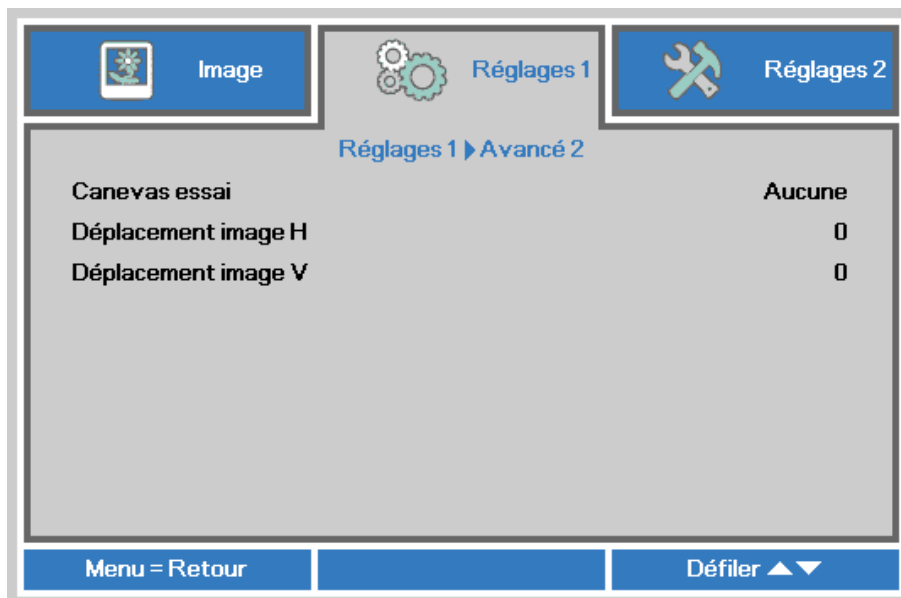 Image
Réglages 1
Réglages 2
Réglages 1 ▶ Avancé 2
Canevas essai Aucune
Déplacement image H 0
Déplacement image V 0
Menu = Retour
Défiler ▲▼